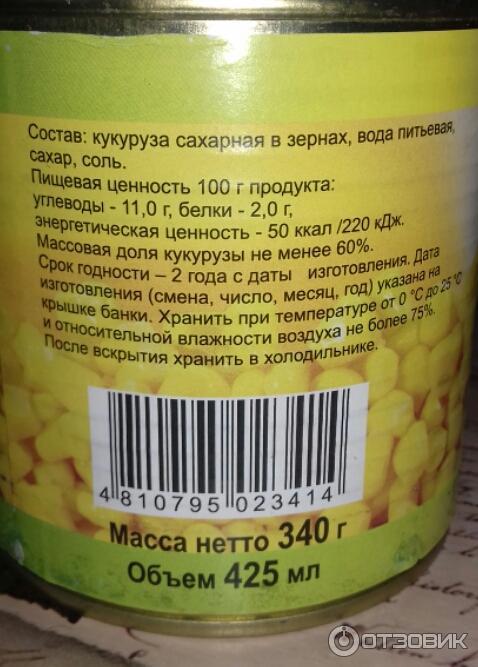 Состав: кукуруза сахарная в зернах, вода питьевая,
сахар, соль.
Пищевая ценность 100 г продукта:
углеводы - 11,0 г, белки - 2,0 г,
энергетическая ценность - 50 ккал /220 кДж.
Массовая доля кукурузы не менее 60%.
Срок годности – 2 года с даты изготовления. Дата
изготовления (смена, число, месяц, год) указана на
крышке банки. Хранить при температуре от 0 °С до 25 °С
и относительной влажности воздуха не более 75%.
После вскрытия хранить в холодильнике.
4 810795 023414
Масса нетто 340 г
Объем 425 мл
ОТЗОВИК